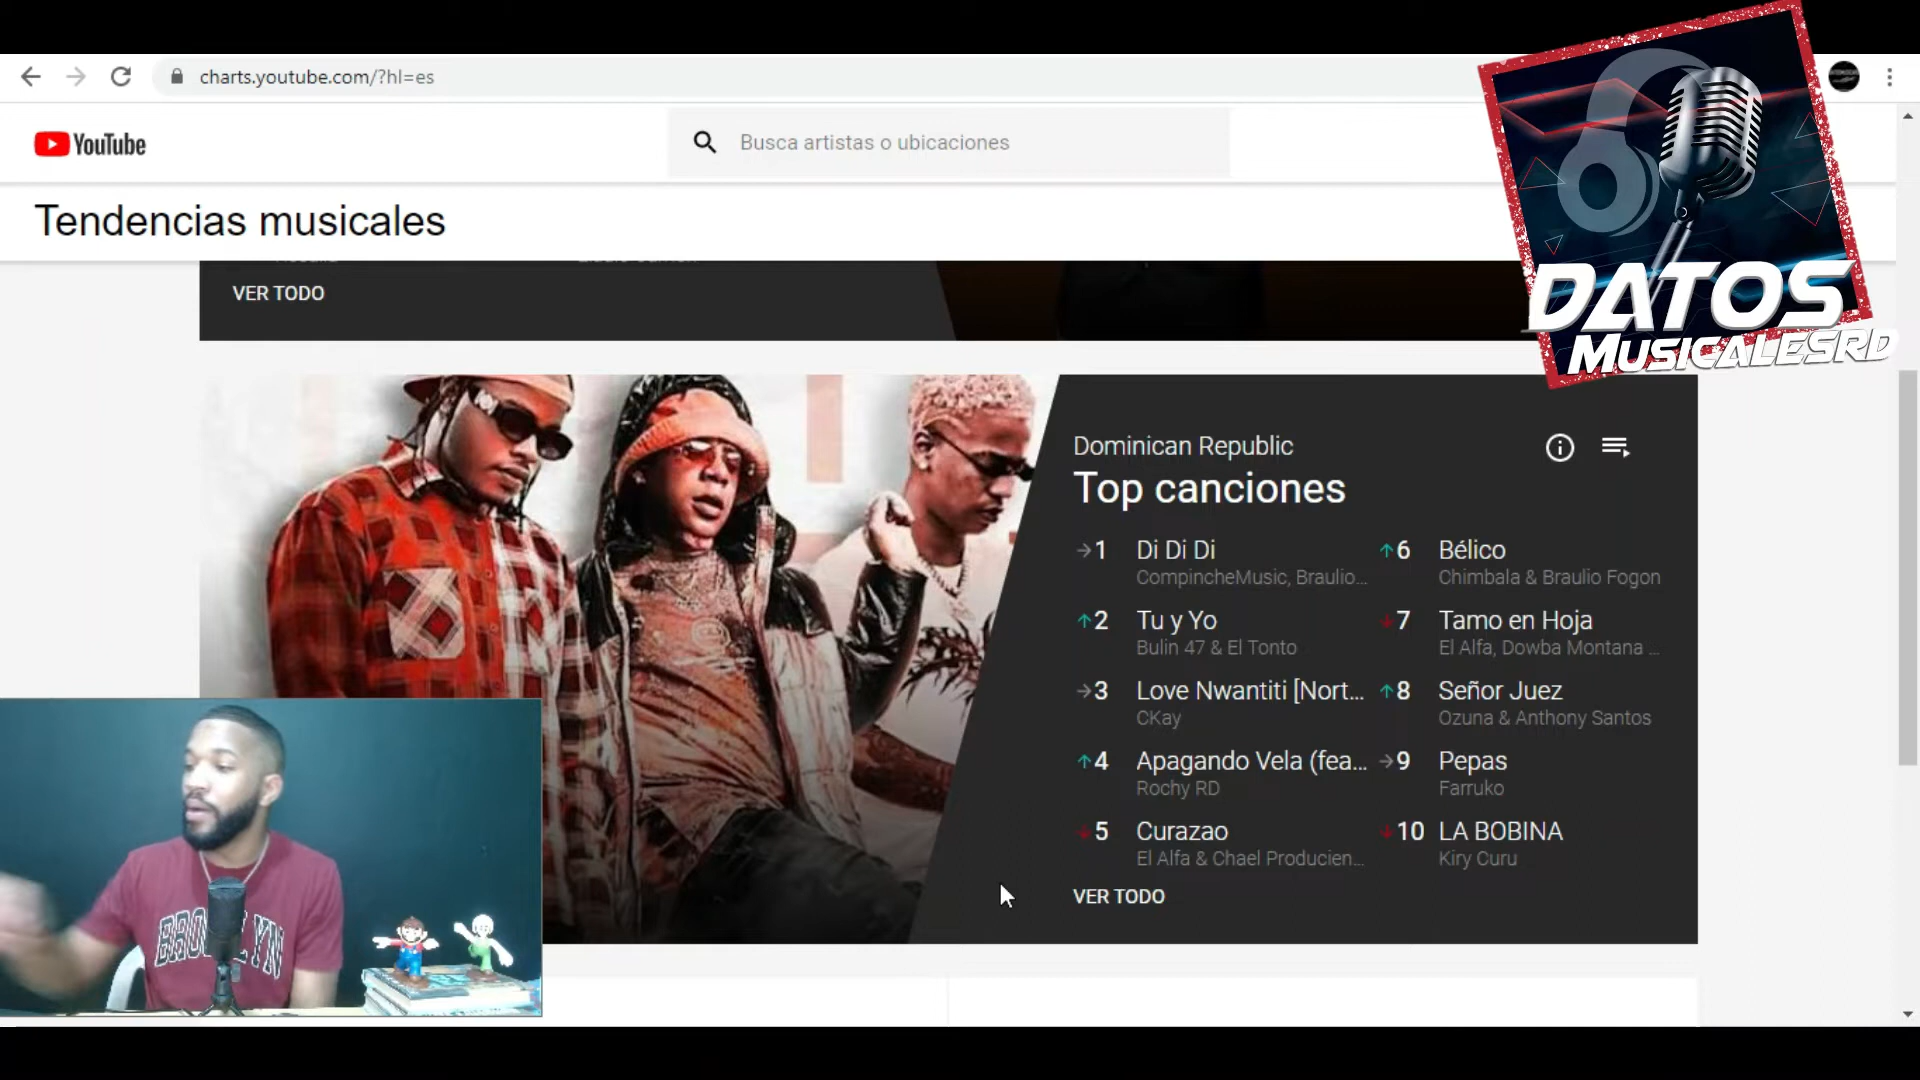 charts.youtube.com/?hl=es
YouTube
Busca artistas o ubicaciones
Tendencias musicales
VER TODO
DATOS
MUSICALESRD
Dominican Republic
Top canciones
1 Di Di Di
CompincheMusic, Braulio...
2 Tu y Yo
Bulin 47 & El Tonto
3 Love Nwantiti [Nort...
CKay
4 Apagando Vela (fea...
Rochy RD
5 Curazao
El Alfa & Chael Producien...
VER TODO
6 Bélico
Chimbala & Braulio Fogon
7 Tamo en Hoja
El Alfa, Dowba Montana ...
8 Señor Juez
Ozuna & Anthony Santos
9 Pepas
Farruko
10 LA BOBINA
Kiry Curu